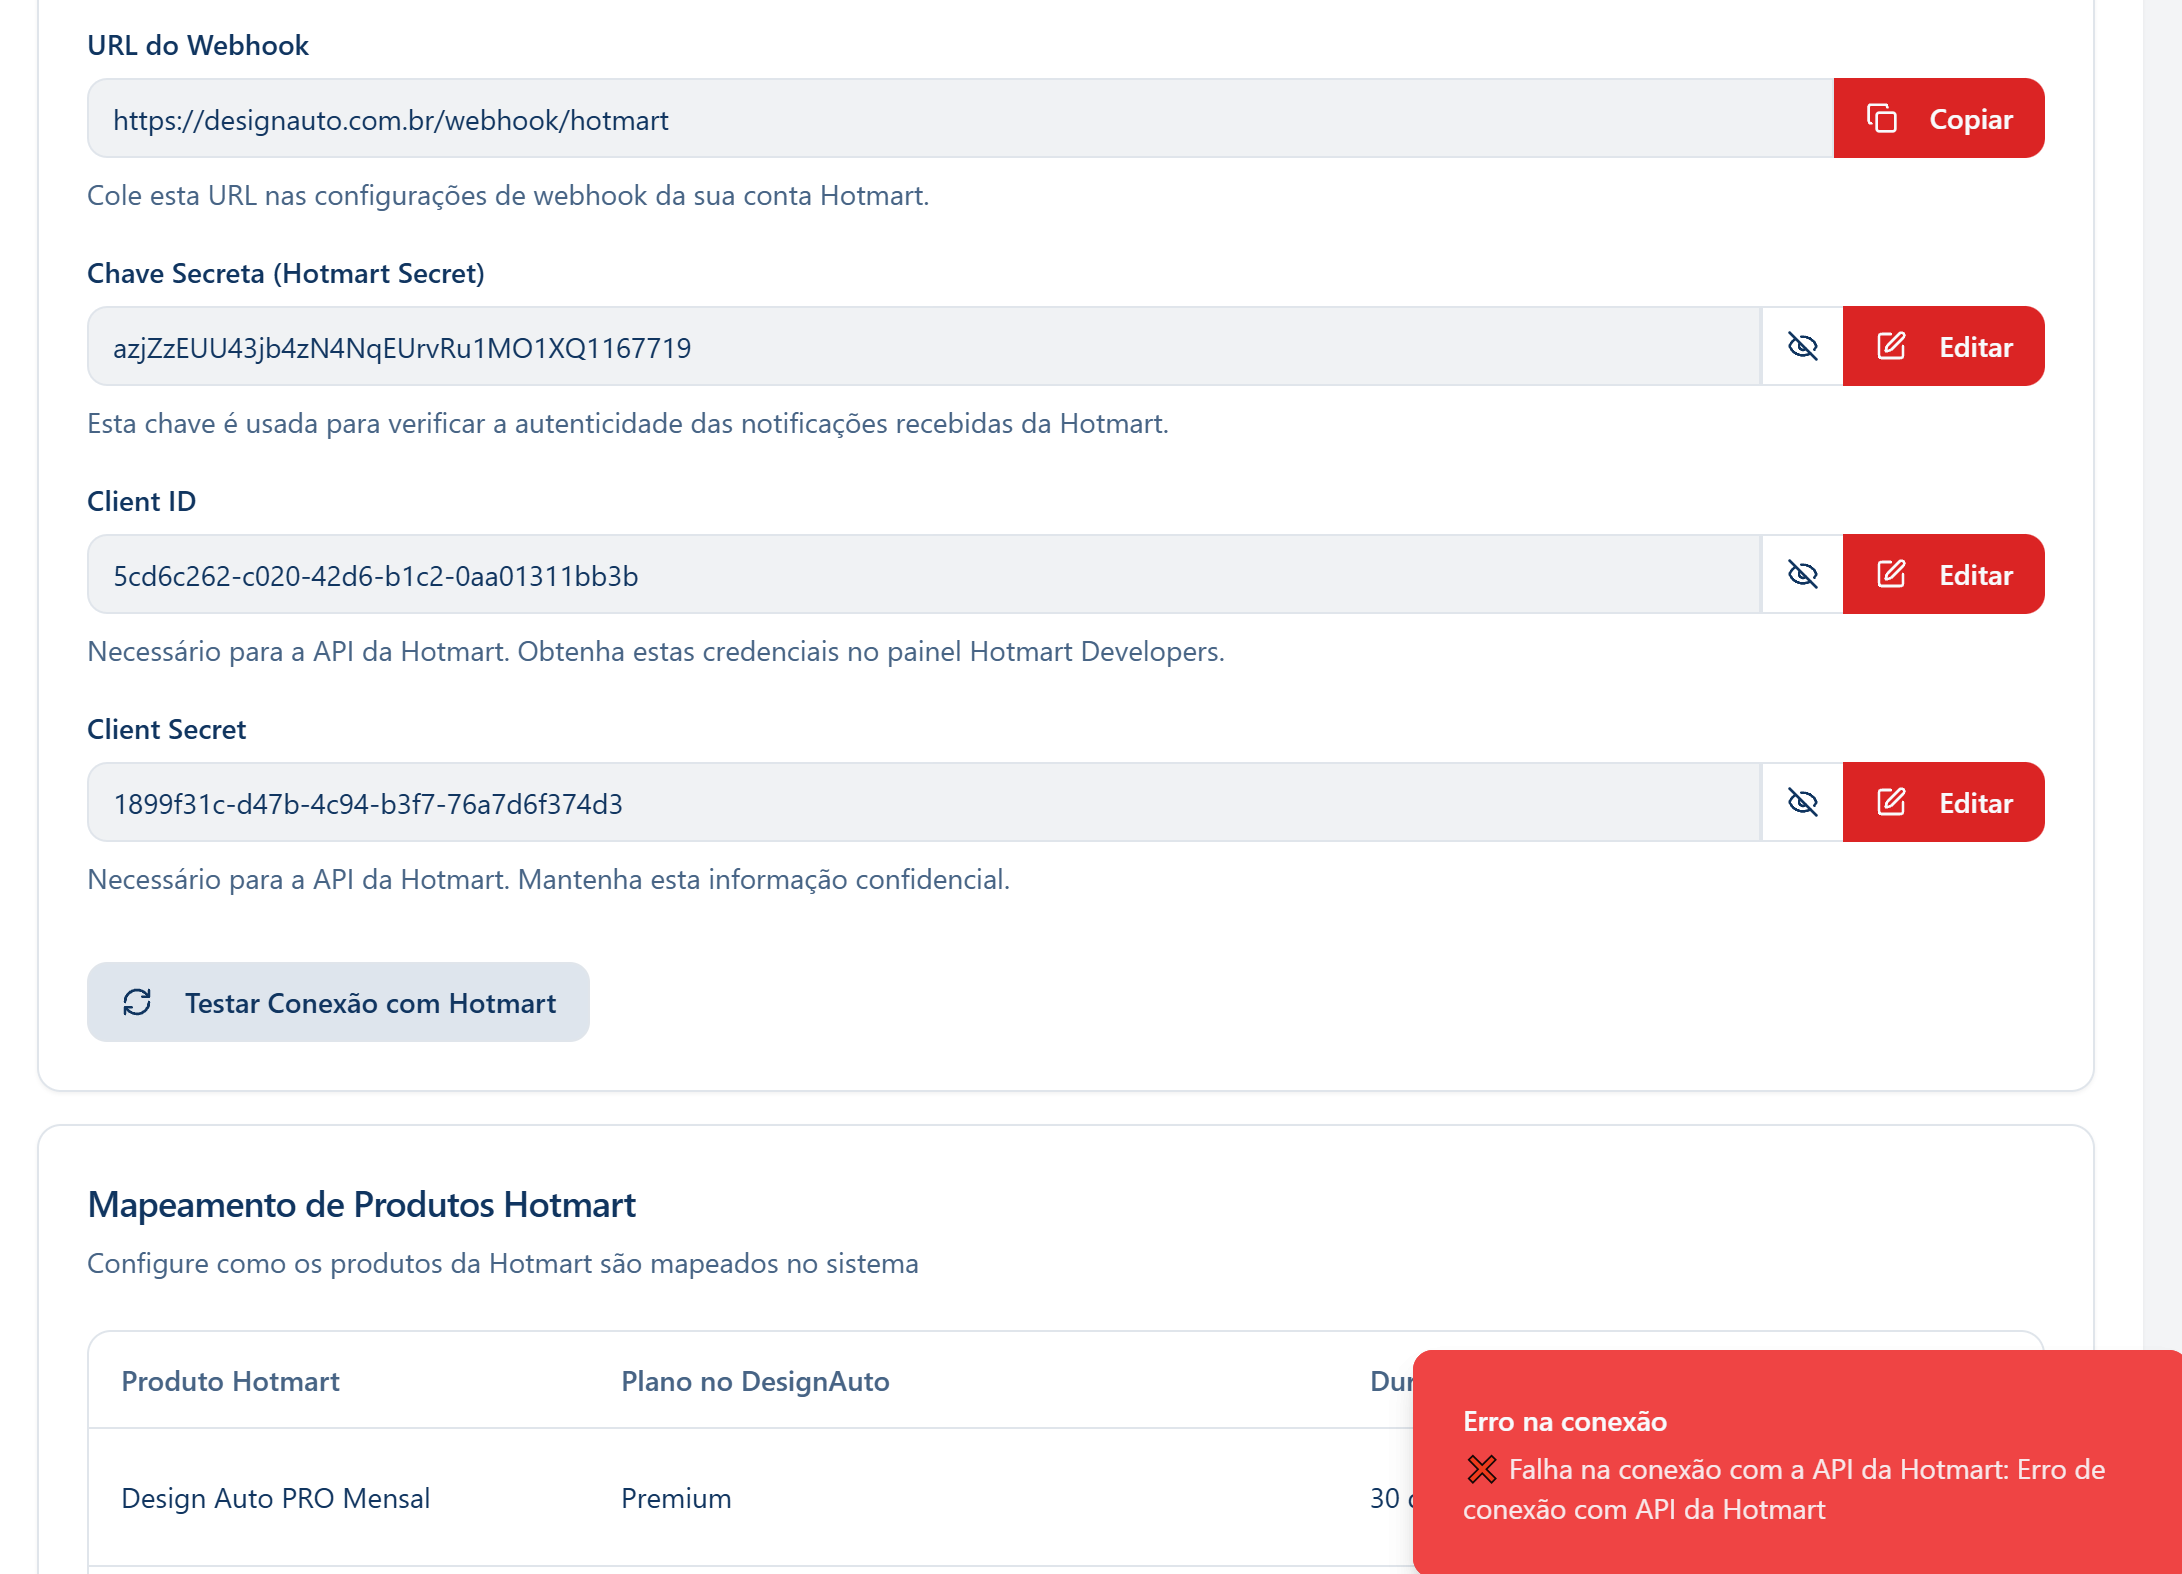 URL do Webhook
https://designauto.com.br/webhook/hotmart
Copiar
Cole esta URL nas configurações de webhook da sua conta Hotmart.
Chave Secreta (Hotmart Secret)
azjZzEUU43jb4zN4NqEUrvRu1MO1XQ1167719
Editar
Esta chave é usada para verificar a autenticidade das notificações recebidas da Hotmart.
Client ID
5cd6c262-c020-42d6-b1c2-0aa01311bb3b
Editar
Necessário para a API da Hotmart. Obtenha estas credenciais no painel Hotmart Developers.
Client Secret
1899f31c-d47b-4c94-b3f7-76a7d6f374d3
Editar
Necessário para a API da Hotmart. Mantenha esta informação confidencial.
Testar Conexão com Hotmart
Mapeamento de Produtos Hotmart
Configure como os produtos da Hotmart são mapeados no sistema
Produto Hotmart
Plano no DesignAuto
Design Auto PRO Mensal
Premium
30
Erro na conexão
❌ Falha na conexão com a API da Hotmart: Erro de
conexão com API da Hotmart